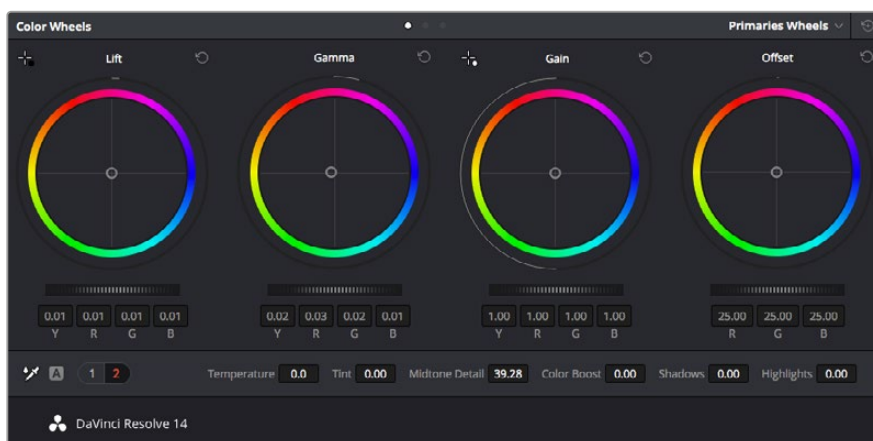 Color Wheels Primaries Wheels
Lift Gamma Gain Offset
0.01 0.01 0.01 0.01 0.02 0.03 0.02 0.01 1.00 1.00 1.00 1.00 25.00 25.00 25.00
Y R G B Y R G B Y R G B R G B
A 1 2 Temperature 0.0 Tint 0.00 Midtone Detail 39.28 Color Boost 0.00 Shadows 0.00 Highlights 0.00
DaVinci Resolve 14